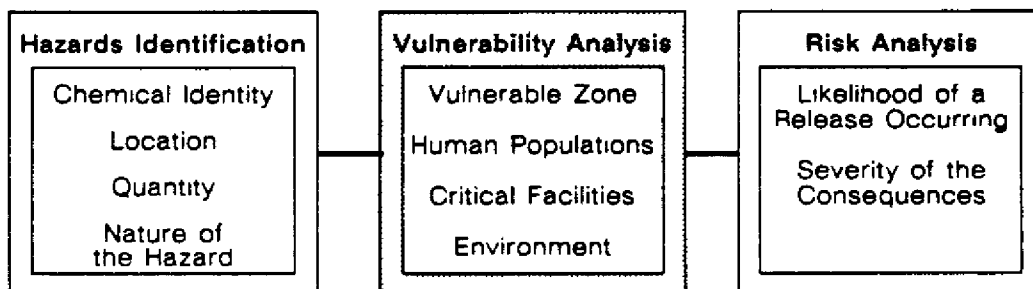 Hazards Identification
Chemical Identity
Location
Quantity
Nature of
the Hazard
Vulnerability Analysis
Vulnerable Zone
Human Populations
Critical Facilities
Environment
Risk Analysis
Likelihood of a
Release Occurring
Severity of the
Consequences